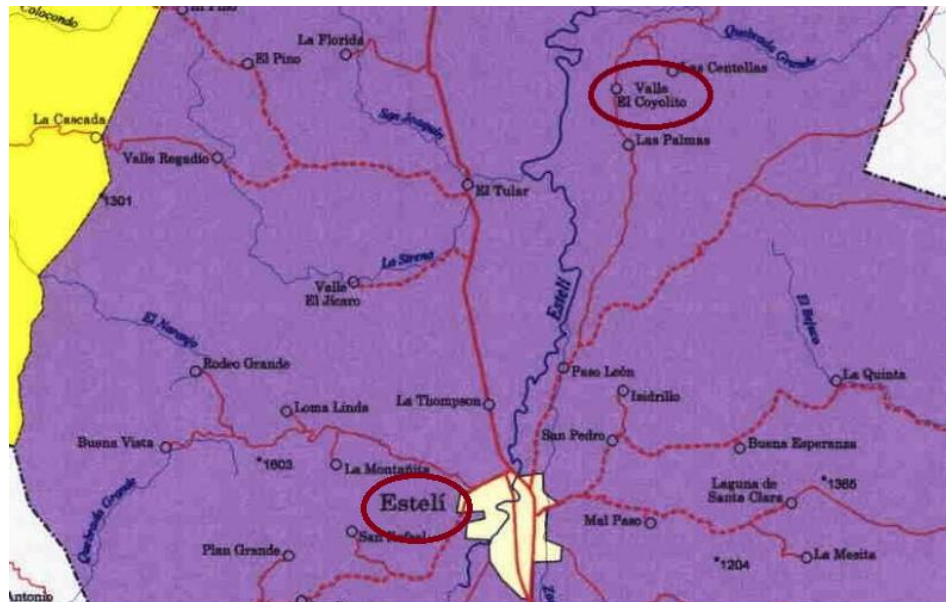 Colocondo
El Pino
El Pino
La Florida
Quebrada Grande
Las Centellas
Valle
El Coyolito
La Cascada
San Joaquín
Valle Regadío
Las Palmas
El Tular
1301
La Sirena
Valle
El Jícaro
Estelí
El Naranjo
El Bejuco
Rodeo Grande
Paso León
La Quinta
Isidrillo
La Thompson
Loma Linda
Buena Vista
San Pedro
Buena Esperanza
1603
La Montañita
Quebrada Grande
Laguna de
Santa Clara
1365
Estelí
San Rafael
Mal Paso
Plan Grande
1204
La Mesita
Antonio